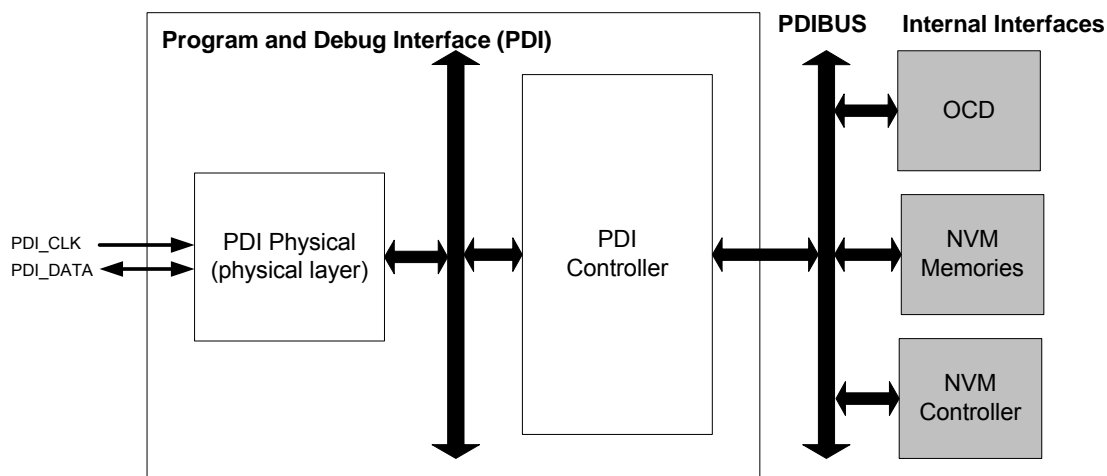 Program and Debug Interface (PDI)
PDIBUS
Internal Interfaces
OCD
PDI_CLK
PDI_DATA
PDI Physical
(physical layer)
PDI
Controller
NVM
Memories
NVM
Controller